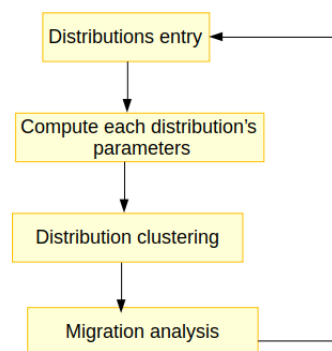 Distributions entry
Compute each distribution's
parameters
Distribution clustering
Migration analysis